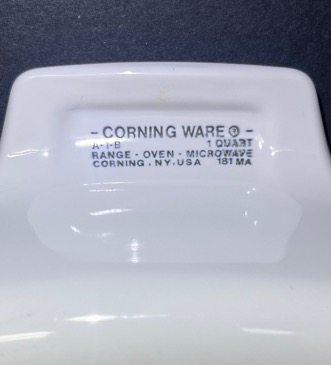 - CORNING WARE ® -
A-1-B 1 QUART
RANGE - OVEN - MICROWAVE
CORNING, NY. USA 181 MA